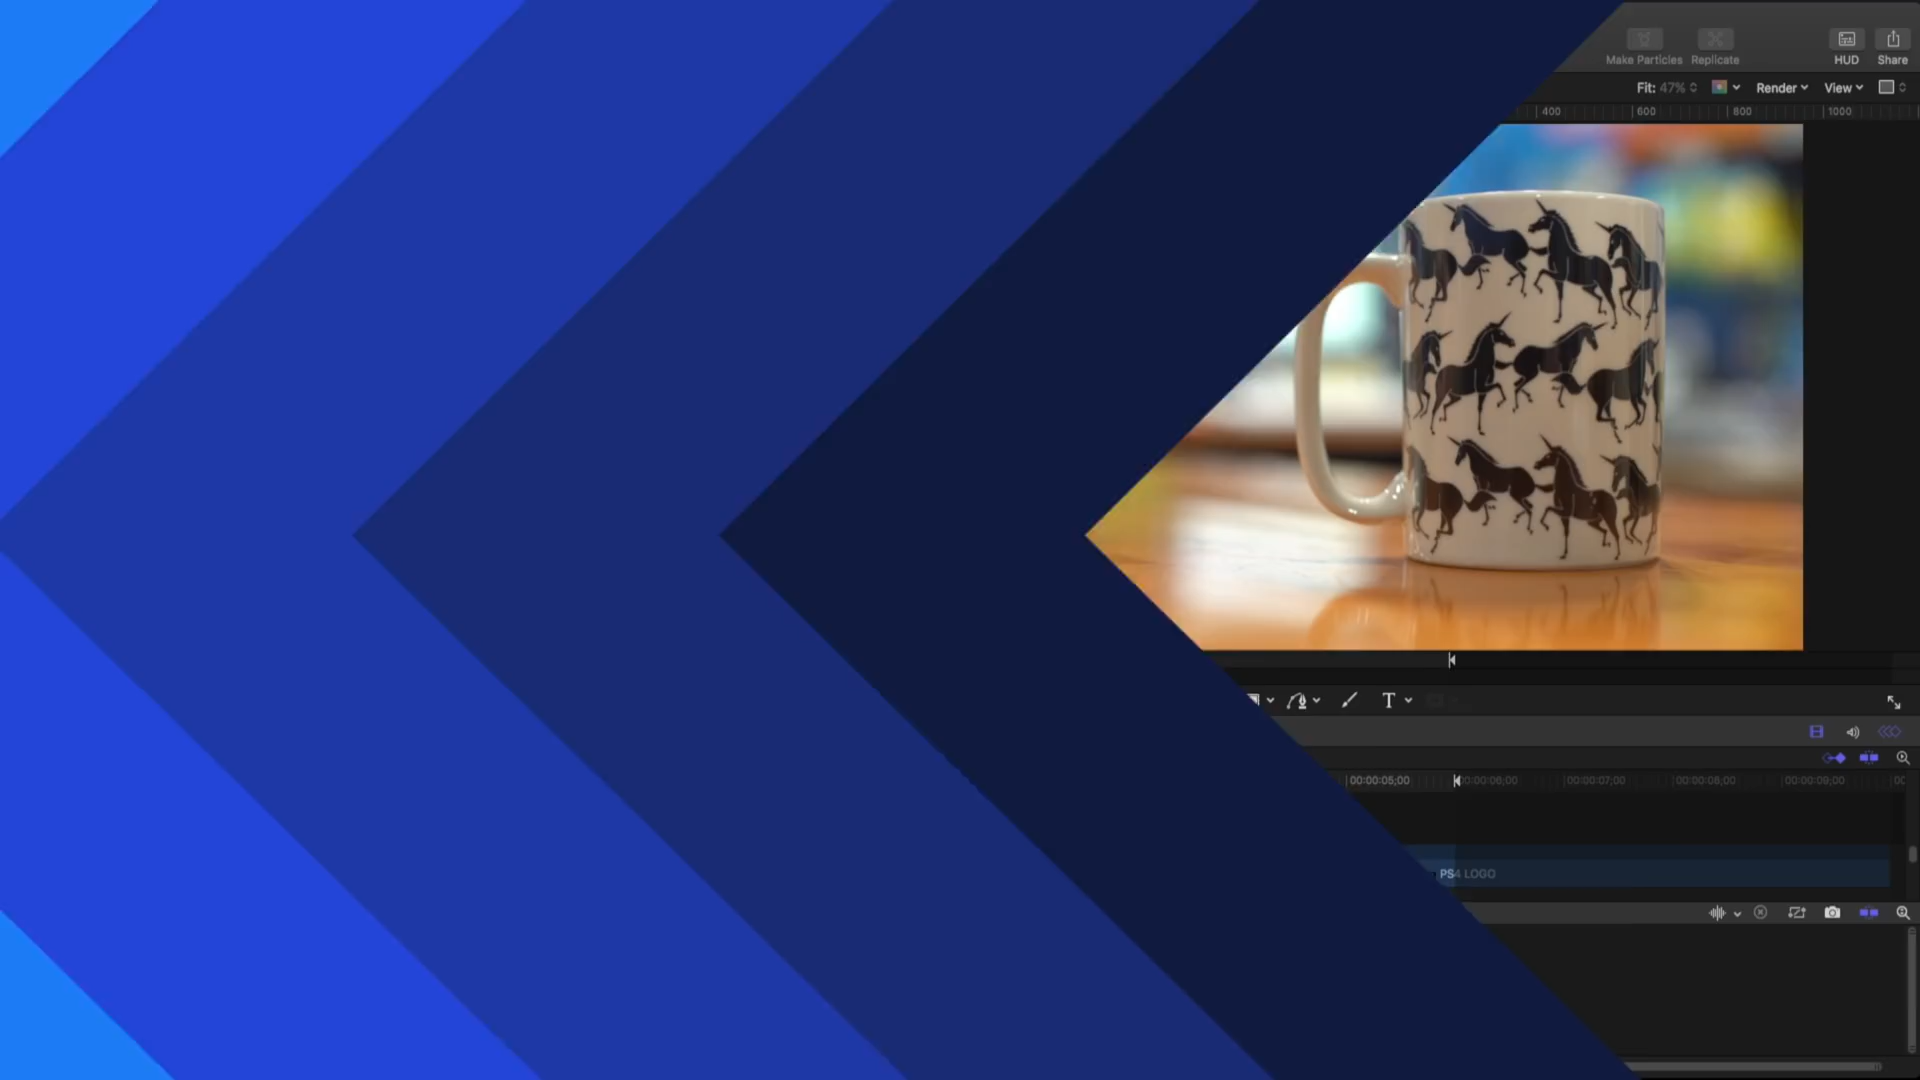 Make Particles Replicate HUD Share
Fit: 47% Render View
400 600 800 1000
T
00:00:05;00 00:00:06;00 00:00:07;00 00:00:08;00 00:00:09;00
PS4 LOGO